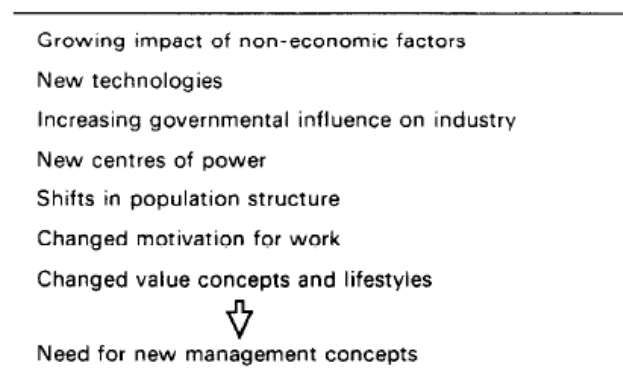 Growing impact of non-economic factors
New technologies
Increasing governmental influence on industry
New centres of power
Shifts in population structure
Changed motivation for work
Changed value concepts and lifestyles
Need for new management concepts